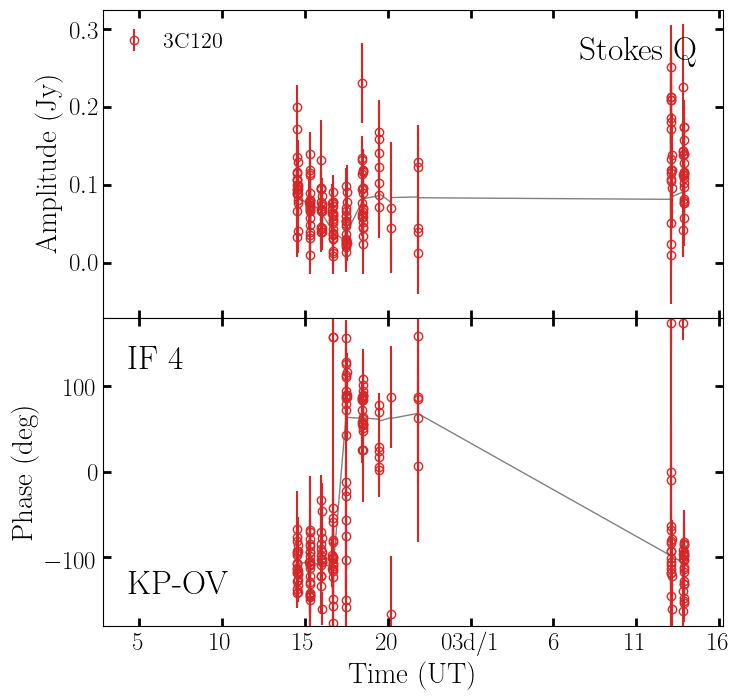 0.3
3C120
Stokes Q
0.2
Amplitude (Jy)
0.1
0.0
IF 4
100
Phase (deg)
0
−100
KP-OV
5 10 15 20 03d/1 6 11 16
Time (UT)